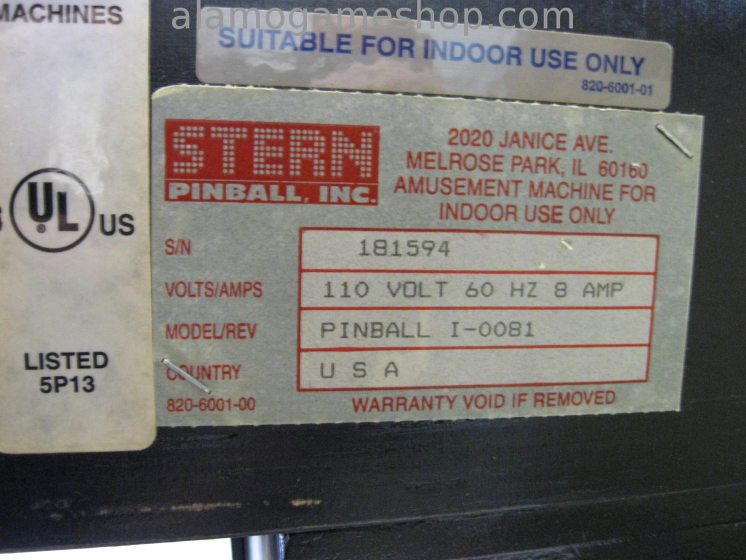 alamogameshop.com
MACHINES
SUITABLE FOR INDOOR USE ONLY
820-6001-01
STERN
PINBALL, INC.
2020 JANICE AVE.
MELROSE PARK, IL 60160
AMUSEMENT MACHINE FOR
INDOOR USE ONLY
UL US
S/N 181594
VOLTS/AMPS 110 VOLT 60 HZ 8 AMP
MODEL/REV PINBALL I-0081
COUNTRY U S A
820-6001-00 WARRANTY VOID IF REMOVED
LISTED
5P13